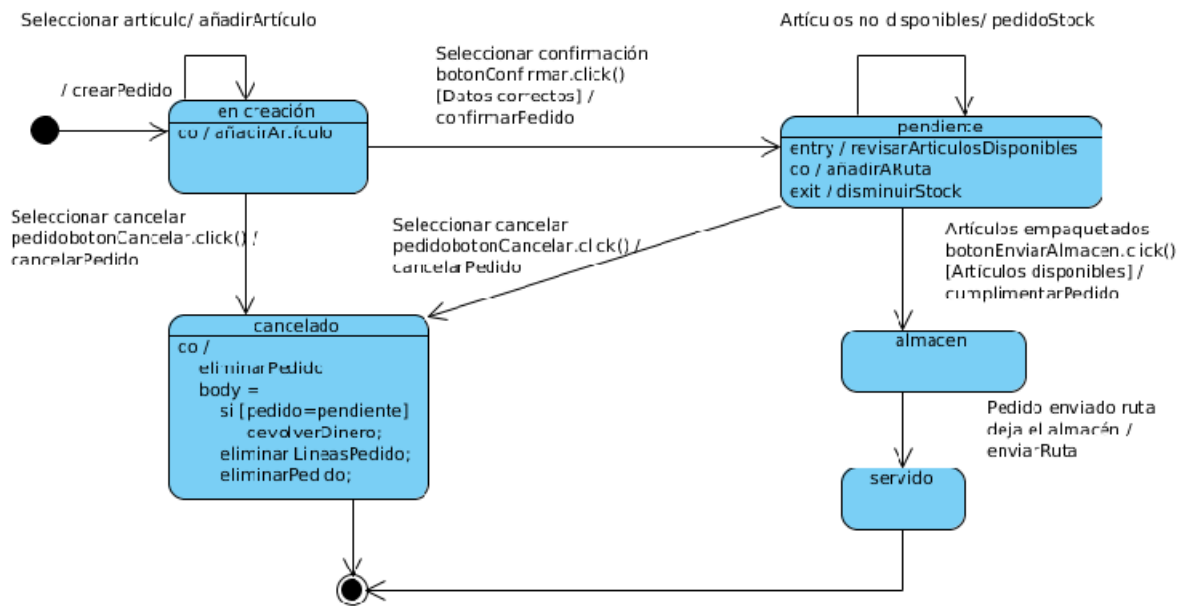 Seleccionar artículo/ añadirArtículo
Artículos no disponibles/ pedidoStock
/ crearPedido
Seleccionar confirmación
botonConfirmar.click()
[Datos correctos] /
confirmarPedido
en creación
do / añadirArtículo
pendiente
entry / revisarArticulosDisponibles
do / añadirARuta
exit / disminuirStock
Seleccionar cancelar
pedidobotonCancelar.click() /
cancelarPedido
Seleccionar cancelar
pedidobotonCancelar.click() /
cancelarPedido
Artículos empaquetados
botonEnviarAlmacen.click()
[Artículos disponibles] /
cumplimentarPedido
cancelado
do /
eliminarPedido
body =
si [pedido=pendiente]
devolverDinero;
eliminar LineasPedido;
eliminarPedido;
almacen
Pedido enviado ruta
deja el almacén /
enviarRuta
servido